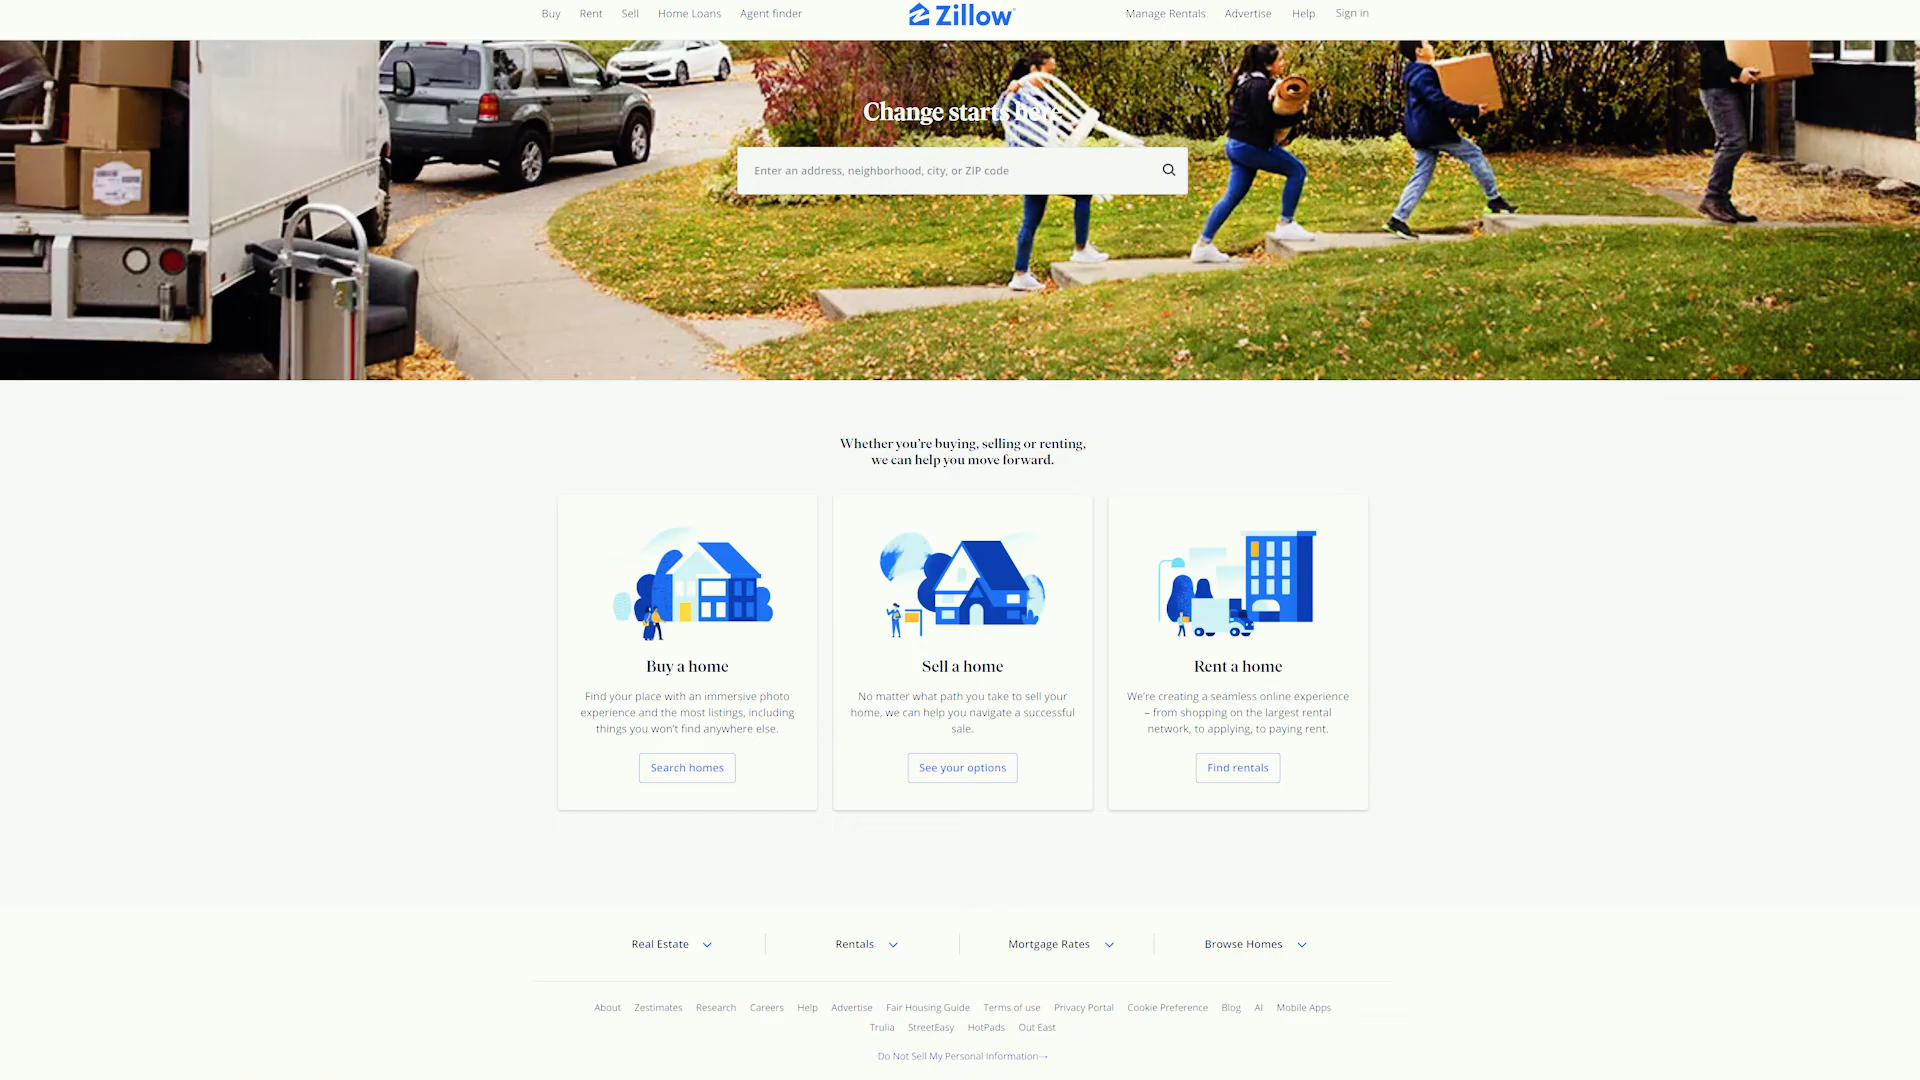 Buy Rent Sell Home Loans Agent finder Zillow Manage Rentals Advertise Help Sign in
Change starts here
Enter an address, neighborhood, city, or ZIP code
Whether you're buying, selling or renting,
we can help you move forward.
Buy a home
Find your place with an immersive photo
experience and the most listings, including
things you won't find anywhere else.
Search homes
Sell a home
No matter what path you take to sell your
home, we can help you navigate a successful
sale.
See your options
Rent a home
We're creating a seamless online experience
– from shopping on the largest rental
network, to applying, to paying rent.
Find rentals
Real Estate Rentals Mortgage Rates Browse Homes
About Zestimates Research Careers Help Advertise Fair Housing Guide Terms of use Privacy Portal Cookie Preference Blog AI Mobile Apps
Trulia StreetEasy HotPads Out East
Do Not Sell My Personal Information→